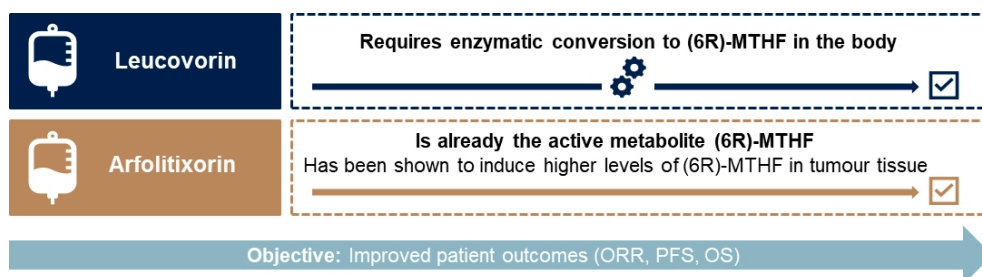 Leucovorin
Requires enzymatic conversion to (6R)-MTHF in the body
Arfolitixorin
Is already the active metabolite (6R)-MTHF
Has been shown to induce higher levels of (6R)-MTHF in tumour tissue
Objective: Improved patient outcomes (ORR, PFS, OS)